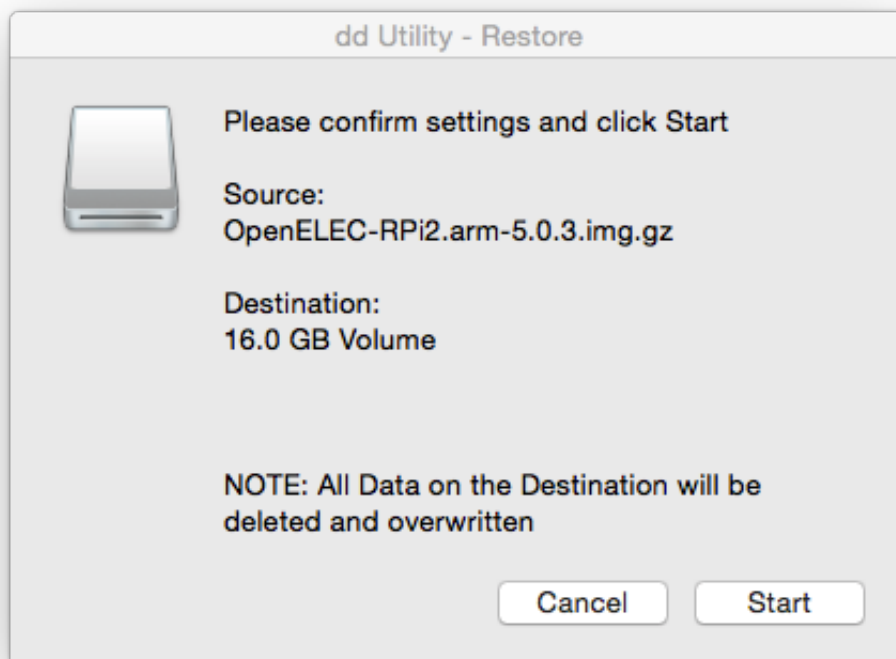 dd Utility - Restore
Please confirm settings and click Start
Source:
OpenELEC-RPi2.arm-5.0.3.img.gz
Destination:
16.0 GB Volume
NOTE: All Data on the Destination will be
deleted and overwritten
Cancel
Start